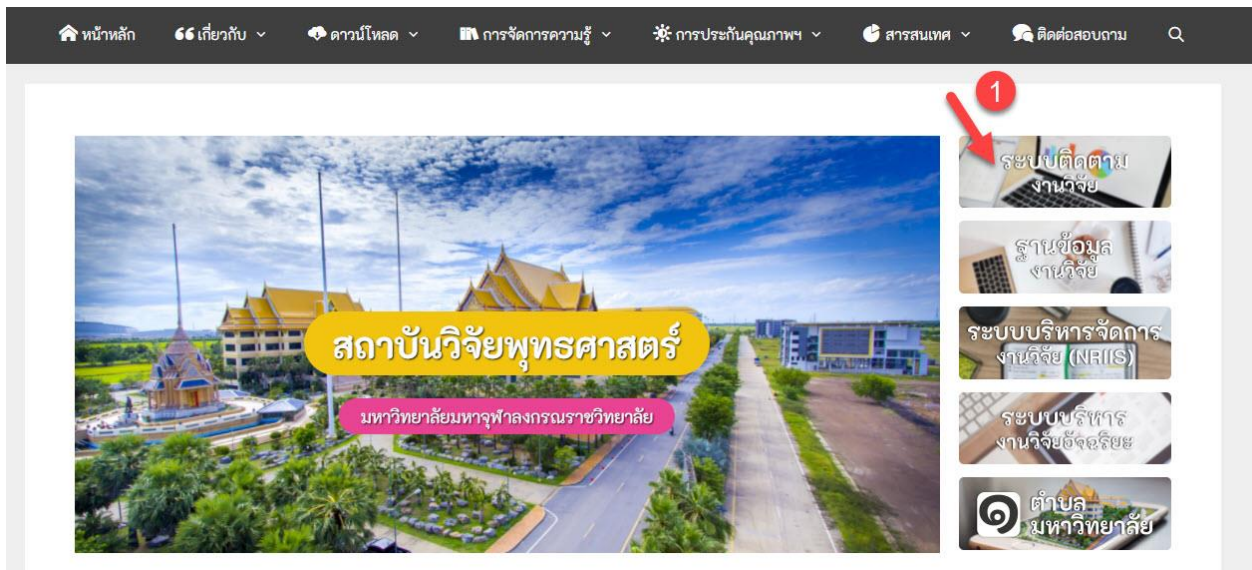 หน้าหลัก เกี่ยวกับ ดาวน์โหลด การจัดการความรู้ การประกันคุณภาพฯ สารสนเทศ ติดต่อสอบถาม
1
ระบบติดตาม
งานวิจัย
ฐานข้อมูล
งานวิจัย
ระบบบริหารจัดการ
งานวิจัย (NRIIS)
ระบบบริหาร
งานวิจัยอัจฉริยะ
๑ ตำบล
มหาวิทยาลัย
สถาบันวิจัยพุทธศาสตร์
มหาวิทยาลัยมหาจุฬาลงกรณราชวิทยาลัย